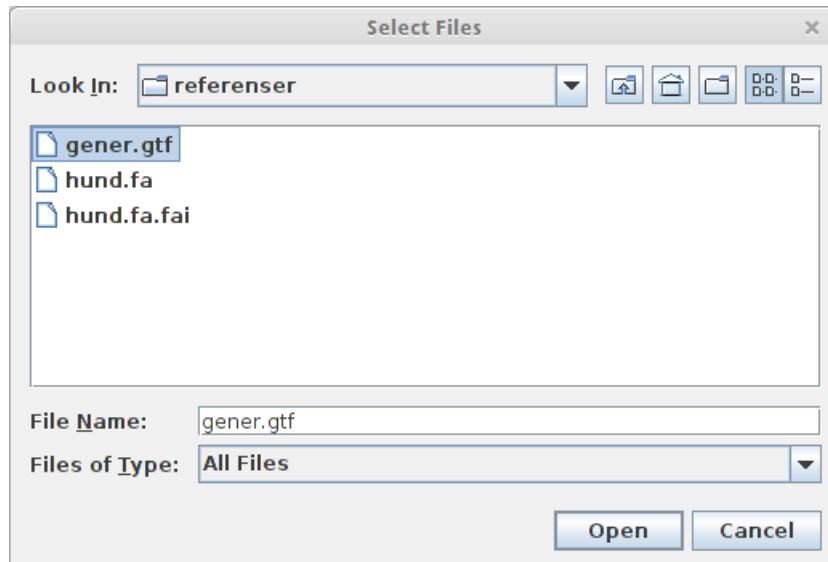 Select Files
Look In: referenser
gener.gtf
hund.fa
hund.fa.fai
File Name: gener.gtf
Files of Type: All Files
Open Cancel